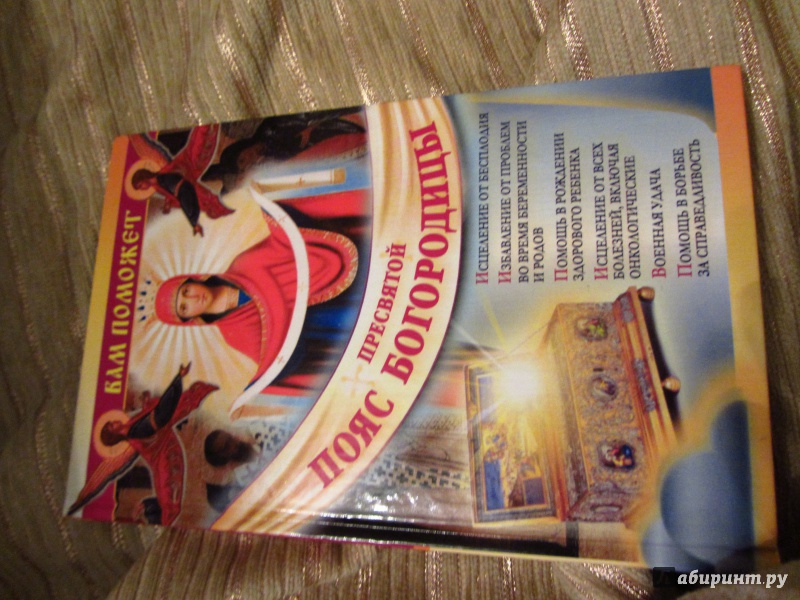 ВАМ ПОМОЖЕТ
ПОЯС ПРЕСВЯТОЙ
БОГОРОДИЦЫ
ИСЦЕЛЕНИЕ ОТ БЕСПЛОДИЯ
ИЗБАВЛЕНИЕ ОТ ПРОБЛЕМ
ВО ВРЕМЯ БЕРЕМЕННОСТИ
И РОДОВ
ПОМОЩЬ В РОЖДЕНИИ
ЗДОРОВОГО РЕБЕНКА
ИСЦЕЛЕНИЕ ОТ ВСЕХ
БОЛЕЗНЕЙ, ВКЛЮЧАЯ
ОНКОЛОГИЧЕСКИЕ
ВОЕННАЯ УДАЧА
ПОМОЩЬ В БОРЬБЕ
ЗА СПРАВЕДЛИВОСТЬ
Лабиринт.ру